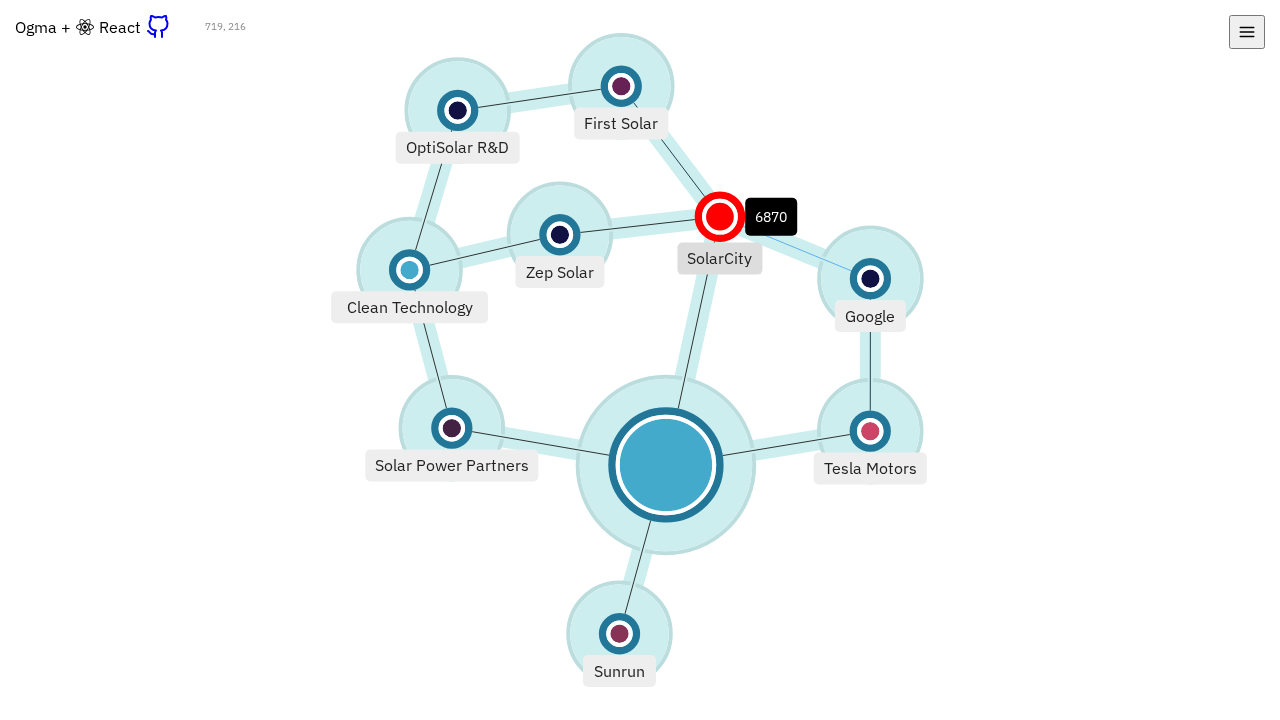 Ogma + React
719, 216
First Solar
OptiSolar R&D
6870
SolarCity
Zep Solar
Clean Technology
Google
Solar Power Partners
Tesla Motors
Sunrun